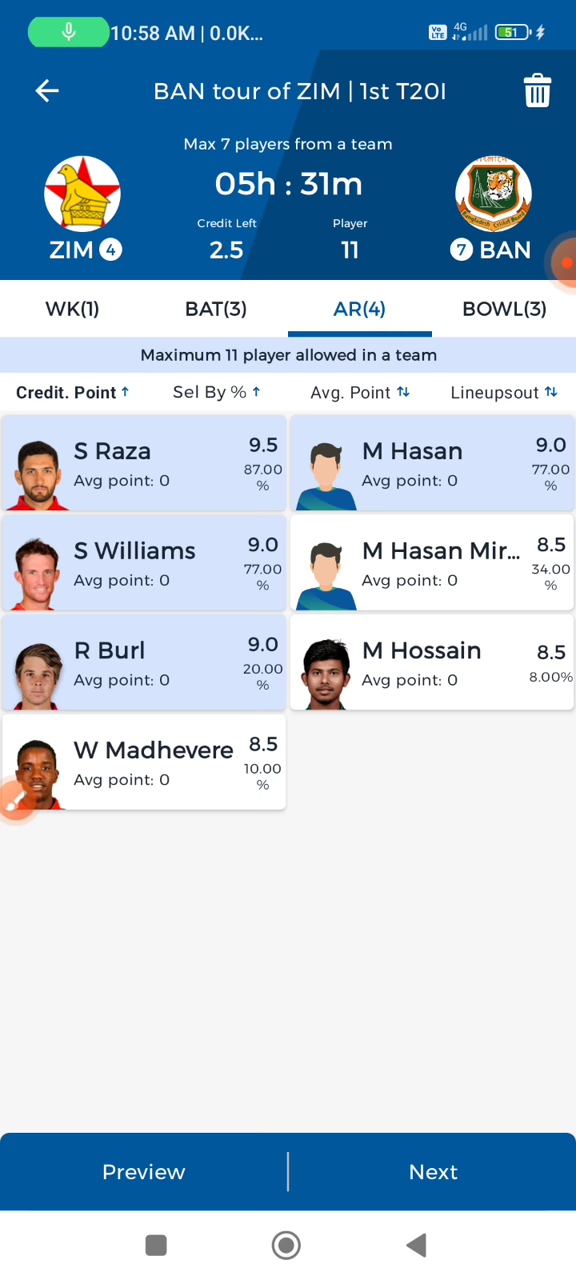 10:58 AM | 0.0K...
Vo LTE 4G 51
BAN tour of ZIM | 1st T20I
Max 7 players from a team
05h : 31m
Credit Left Player
ZIM 4 2.5 11 7 BAN
WK(1) BAT(3) AR(4) BOWL(3)
Maximum 11 player allowed in a team
Credit. Point ↑ Sel By % ↑ Avg. Point ↑↓ Lineupsout ↑↓
S Raza 9.5
Avg point: 0 87.00
%
M Hasan 9.0
Avg point: 0 77.00
%
S Williams 9.0
Avg point: 0 77.00
%
M Hasan Mir... 8.5
Avg point: 0 34.00
%
R Burl 9.0
Avg point: 0 20.00
%
M Hossain 8.5
Avg point: 0 8.00%
W Madhevere 8.5
Avg point: 0 10.00
%
Preview Next